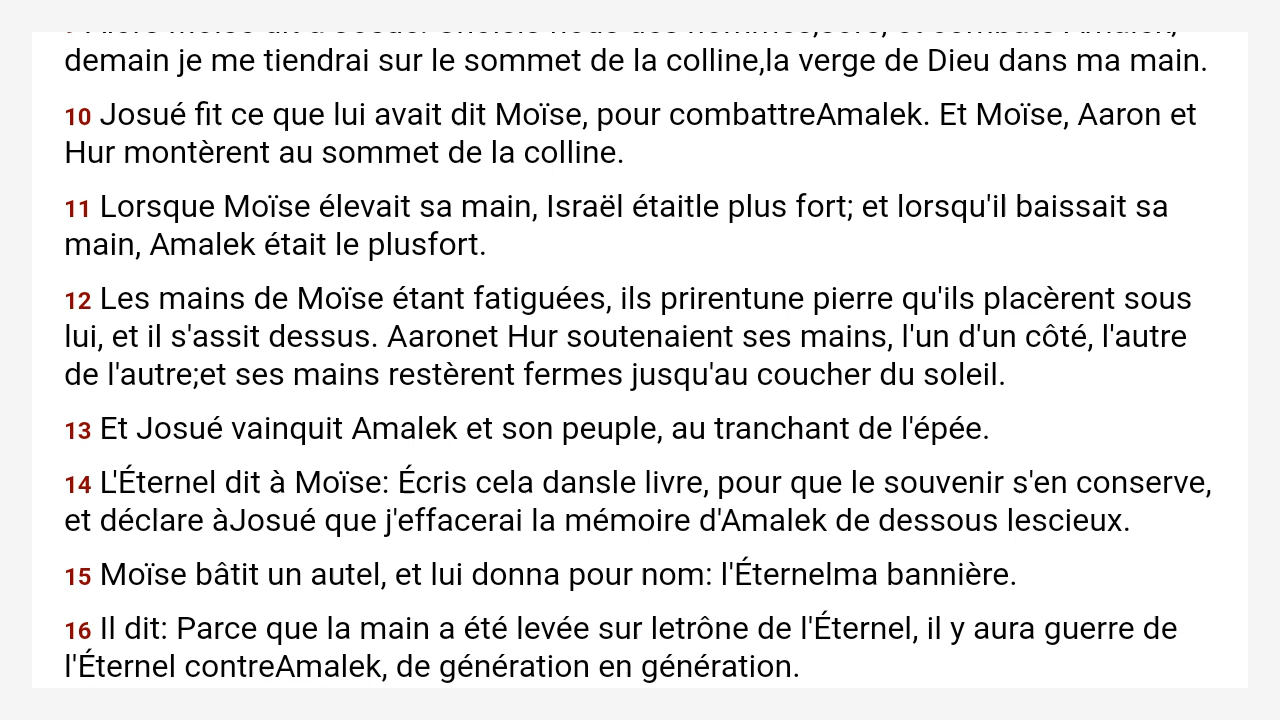 demain je me tiendrai sur le sommet de la colline,la verge de Dieu dans ma main.
10 Josué fit ce que lui avait dit Moïse, pour combattreAmalek. Et Moïse, Aaron et
Hur montèrent au sommet de la colline.
11 Lorsque Moïse élevait sa main, Israël étaitle plus fort; et lorsqu'il baissait sa
main, Amalek était le plusfort.
12 Les mains de Moïse étant fatiguées, ils prirentune pierre qu'ils placèrent sous
lui, et il s'assit dessus. Aaronet Hur soutenaient ses mains, l'un d'un côté, l'autre
de l'autre;et ses mains restèrent fermes jusqu'au coucher du soleil.
13 Et Josué vainquit Amalek et son peuple, au tranchant de l'épée.
14 L'Éternel dit à Moïse: Écris cela dansle livre, pour que le souvenir s'en conserve,
et déclare àJosué que j'effacerai la mémoire d'Amalek de dessous lescieux.
15 Moïse bâtit un autel, et lui donna pour nom: l'Éternelma bannière.
16 Il dit: Parce que la main a été levée sur letrône de l'Éternel, il y aura guerre de
l'Éternel contreAmalek, de génération en génération.